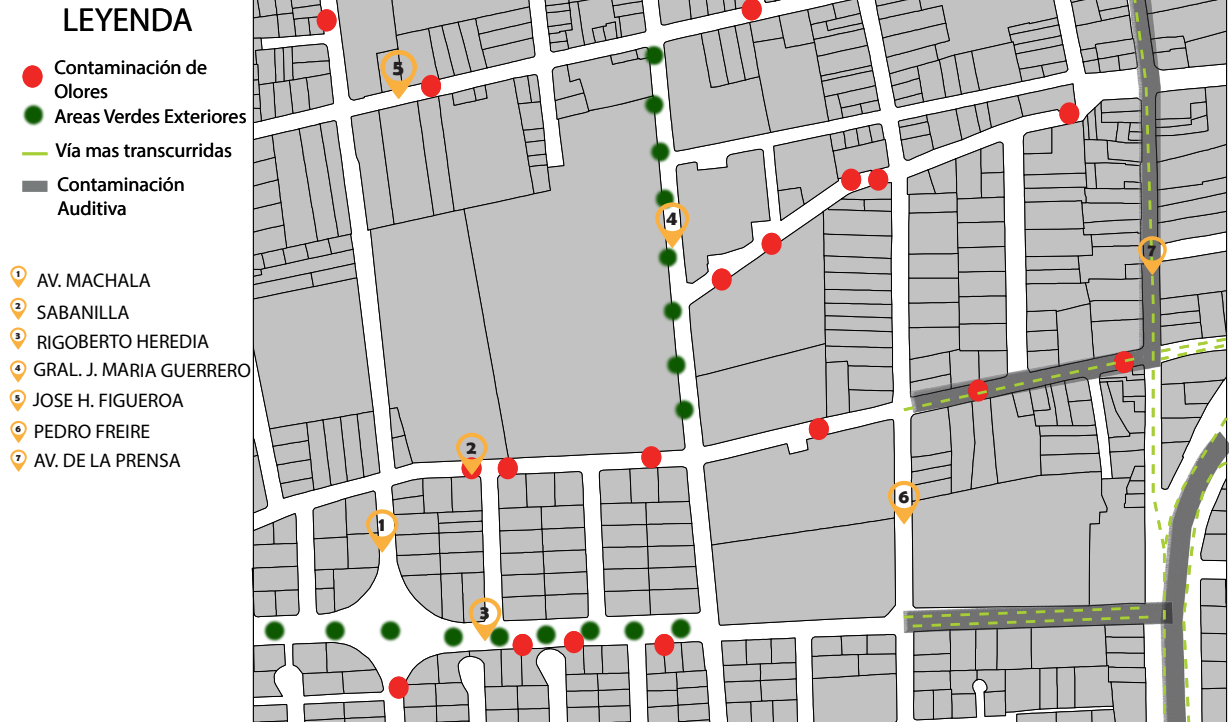 LEYENDA
Contaminación de
Olores
Areas Verdes Exteriores
Vía mas transcurridas
Contaminación
Auditiva
1 AV. MACHALA
2 SABANILLA
3 RIGOBERTO HEREDIA
4 GRAL. J. MARIA GUERRERO
5 JOSE H. FIGUEROA
6 PEDRO FREIRE
7 AV. DE LA PRENSA
5
4
7
2
6
1
3